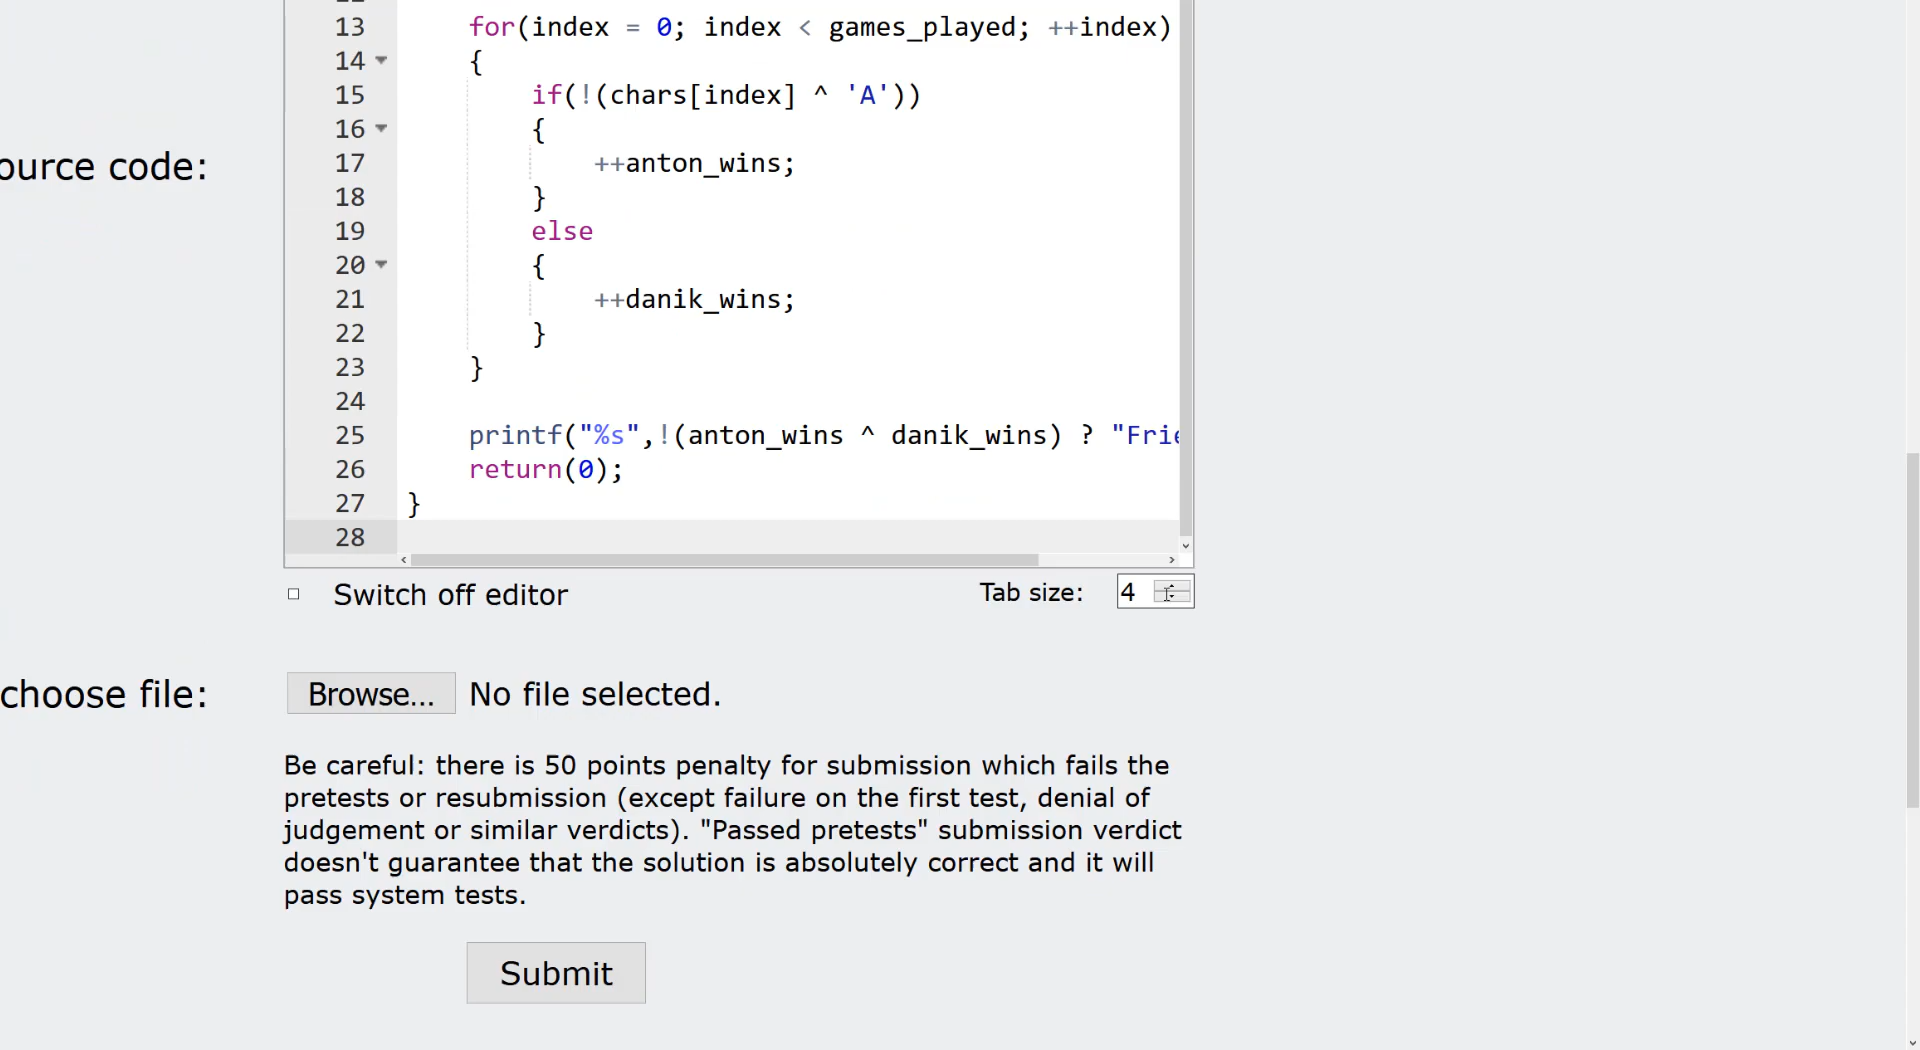 13 for(index = 0; index < games_played; ++index)
14 {
15 if(!(chars[index] ^ 'A'))
16 {
ource code:
17 ++anton_wins;
18 }
19 else
20 {
21 ++danik_wins;
22 }
23 }
24
25 printf("%s",!(anton_wins ^ danik_wins) ? "Frie
26 return(0);
27 }
28
Switch off editor Tab size: 4
choose file: Browse... No file selected.
Be careful: there is 50 points penalty for submission which fails the
pretests or resubmission (except failure on the first test, denial of
judgement or similar verdicts). "Passed pretests" submission verdict
doesn't guarantee that the solution is absolutely correct and it will
pass system tests.
Submit